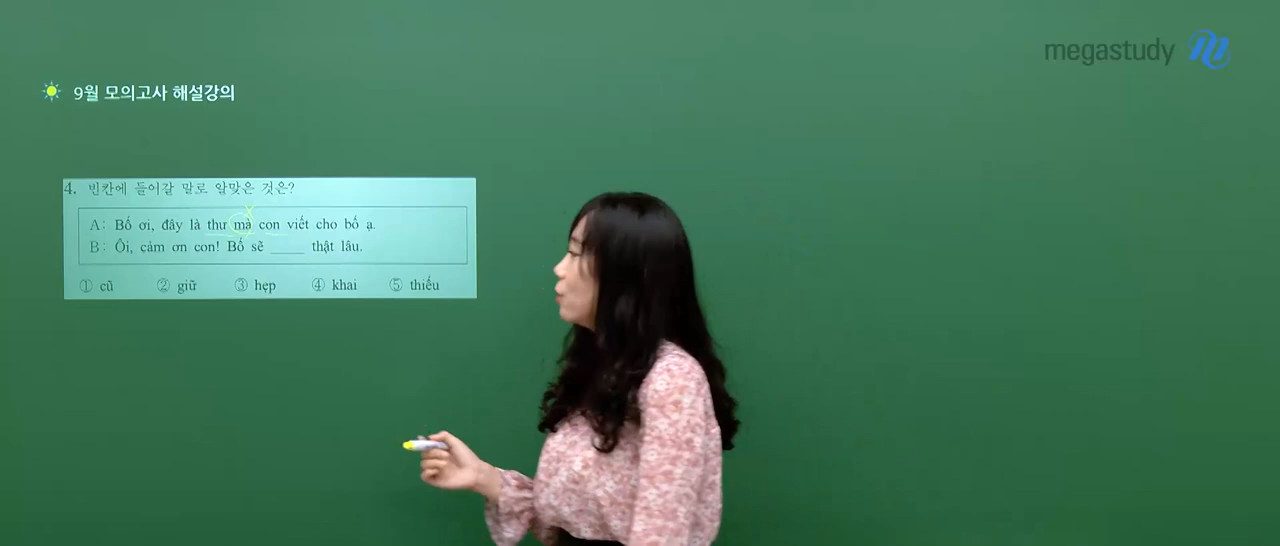 megastudy
9월 모의고사 해설강의
4. 빈칸에 들어갈 말로 알맞은 것은?
A: Bố ơi, đây là thư mà con viết cho bố ạ.
B: Ôi, cảm ơn con! Bố sẽ _____ thật lâu.
① cũ ② giữ ③ hẹp ④ khai ⑤ thiếu